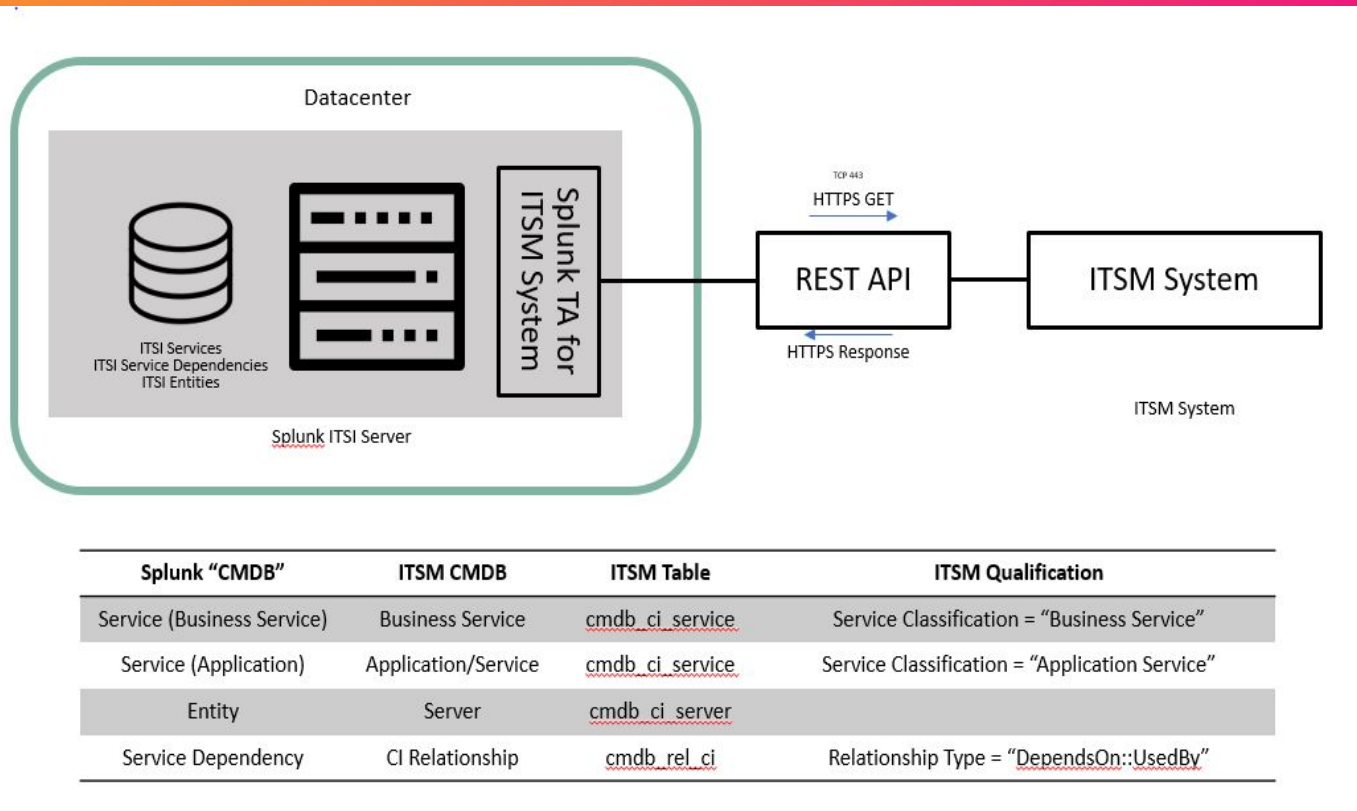 Datacenter
TCP 443
HTTPS GET
Splunk TA for
ITSM System
REST API
ITSM System
HTTPS Response
ITSI Services
ITSI Service Dependencies
ITSI Entities
ITSM System
Splunk ITSI Server
Splunk “CMDB” ITSM CMDB ITSM Table ITSM Qualification
Service (Business Service) Business Service cmdb_ci_service Service Classification = “Business Service”
Service (Application) Application/Service cmdb_ci_service Service Classification = “Application Service”
Entity Server cmdb_ci_server
Service Dependency CI Relationship cmdb_rel_ci Relationship Type = “DependsOn::UsedBy”